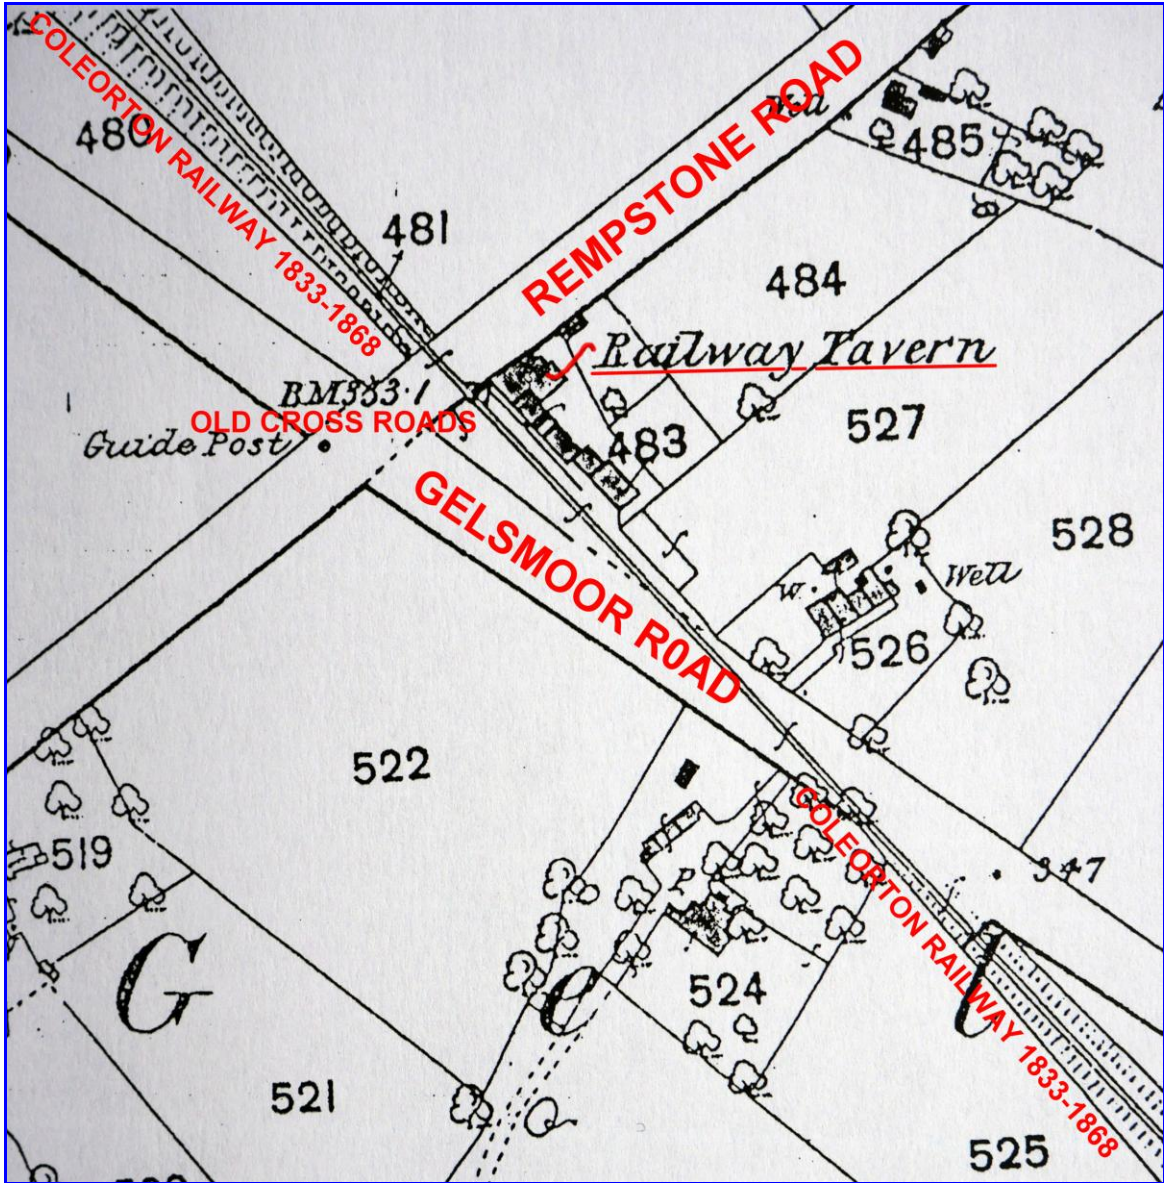 COLEORTON RAILWAY 1833-1868
REMPSTONE ROAD
480
481
485
484
Railway Tavern
B.M.333.1
OLD CROSS ROADS
Guide Post
483
527
528
GELSMOOR R0AD
W.
Well
526
522
519
COLEORTON RAILWAY 1833-1868
347
P
G
e
l
524
521
525